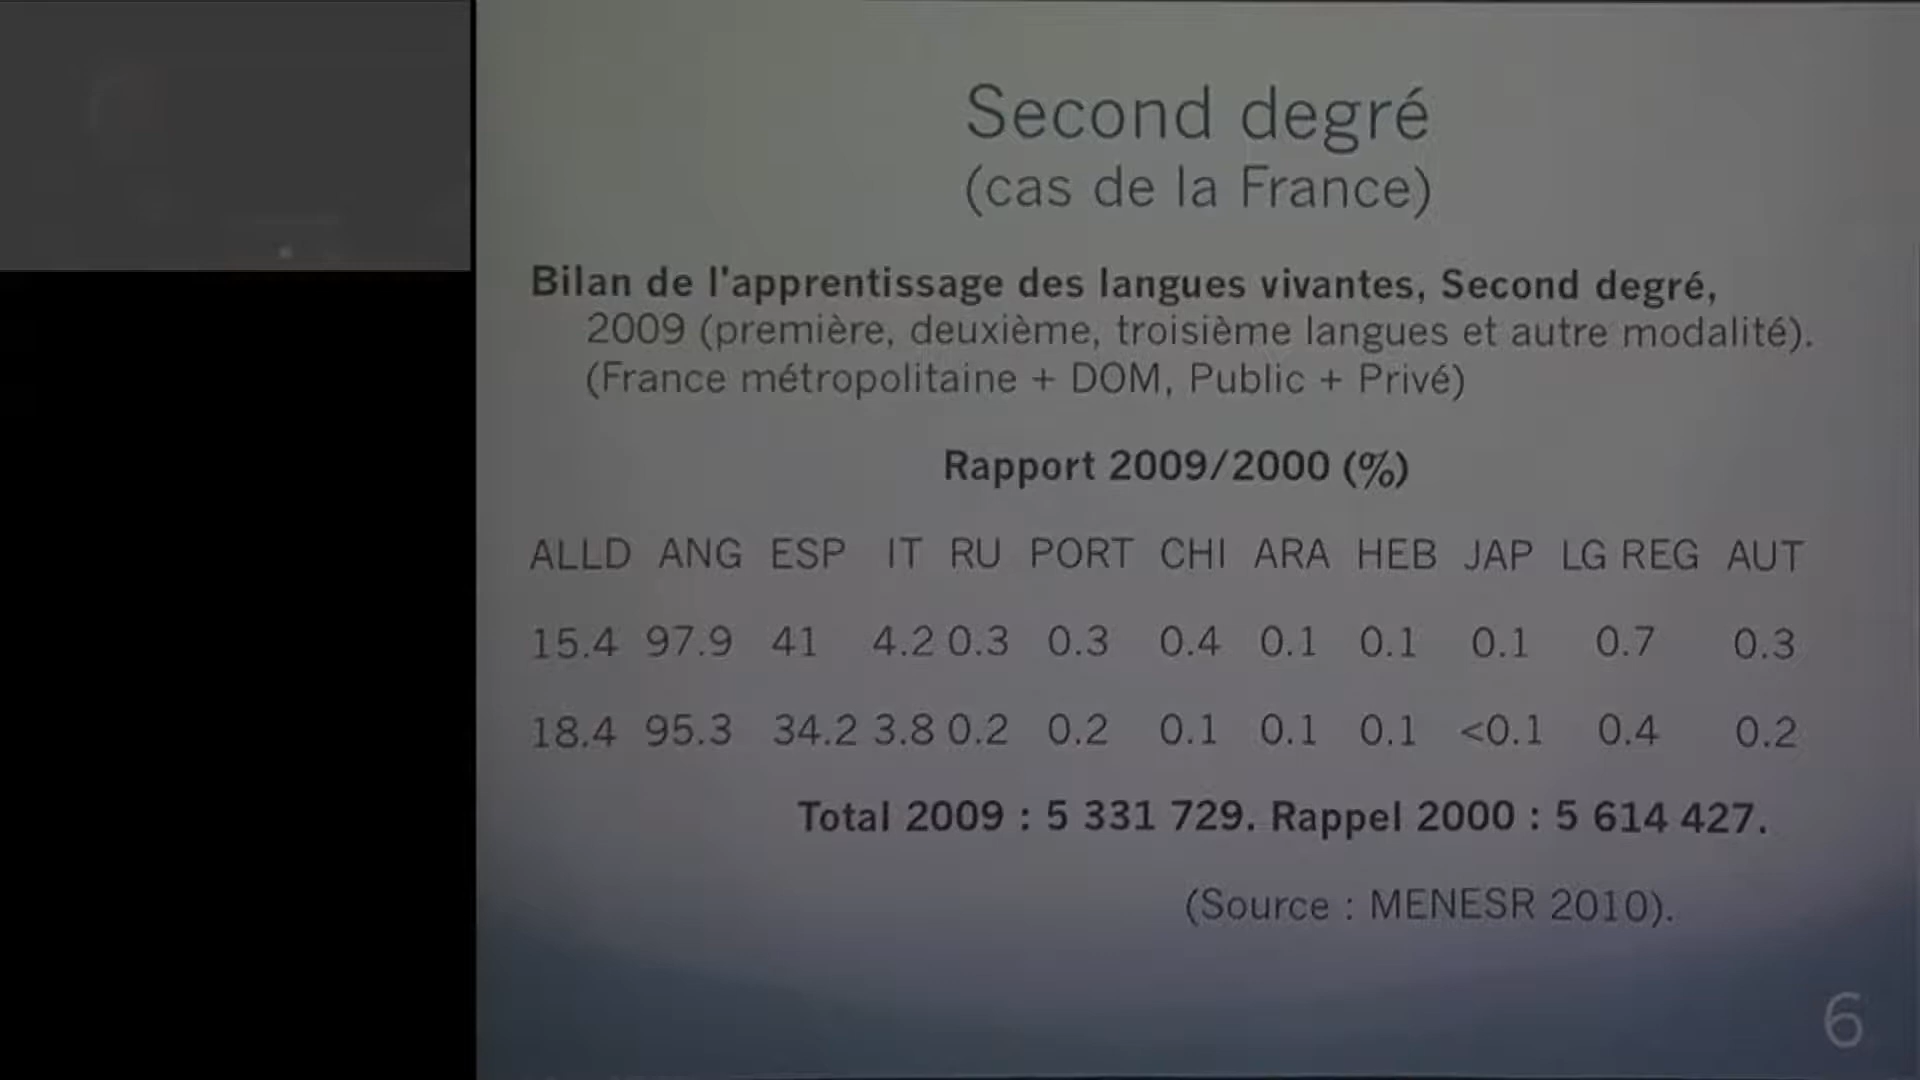 Second degré
(cas de la France)
Bilan de l'apprentissage des langues vivantes, Second degré,
2009 (première, deuxième, troisième langues et autre modalité).
(France métropolitaine + DOM, Public + Privé)
Rapport 2009/2000 (%)
ALLD ANG ESP IT RU PORT CHI ARA HEB JAP LG REG AUT
15.4 97.9 41 4.2 0.3 0.3 0.4 0.1 0.1 0.1 0.7 0.3
18.4 95.3 34.2 3.8 0.2 0.2 0.1 0.1 0.1 <0.1 0.4 0.2
Total 2009 : 5 331 729. Rappel 2000 : 5 614 427.
(Source : MENESR 2010).
6